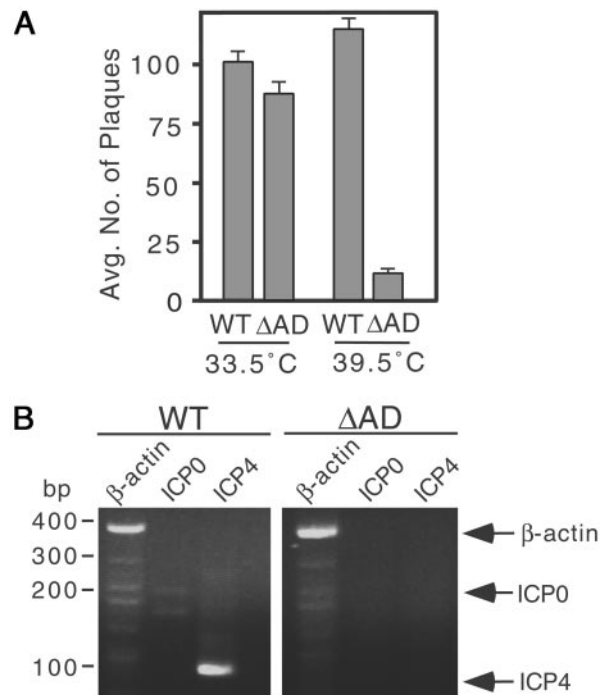 A
Avg. No. of Plaques
100
75
50
25
0
WT ΔAD WT ΔAD
33.5°C 39.5°C
B
WT ΔAD
bp β-actin ICP0 ICP4 β-actin ICP0 ICP4
400
300
200
100
β-actin
ICP0
ICP4